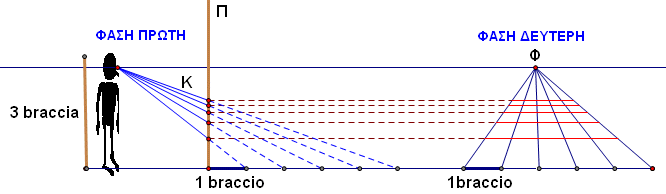 Π
ΦΑΣΗ ΠΡΩΤΗ
ΦΑΣΗ ΔΕΥΤΕΡΗ
Φ
Κ
3 braccia
1 braccio
1braccio